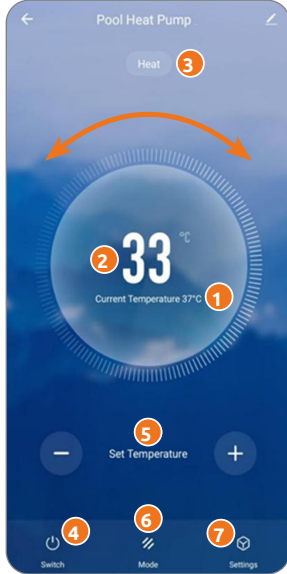 Pool Heat Pump
Heat 3
°C
2 33
Current Temperature 37°C 1
5
Set Temperature
4 6 7
Switch Mode Settings